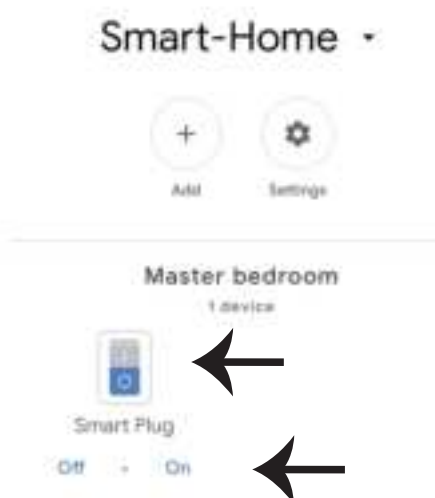 Smart-Home
Add Settings
Master bedroom
1 device
Smart Plug
Off - On